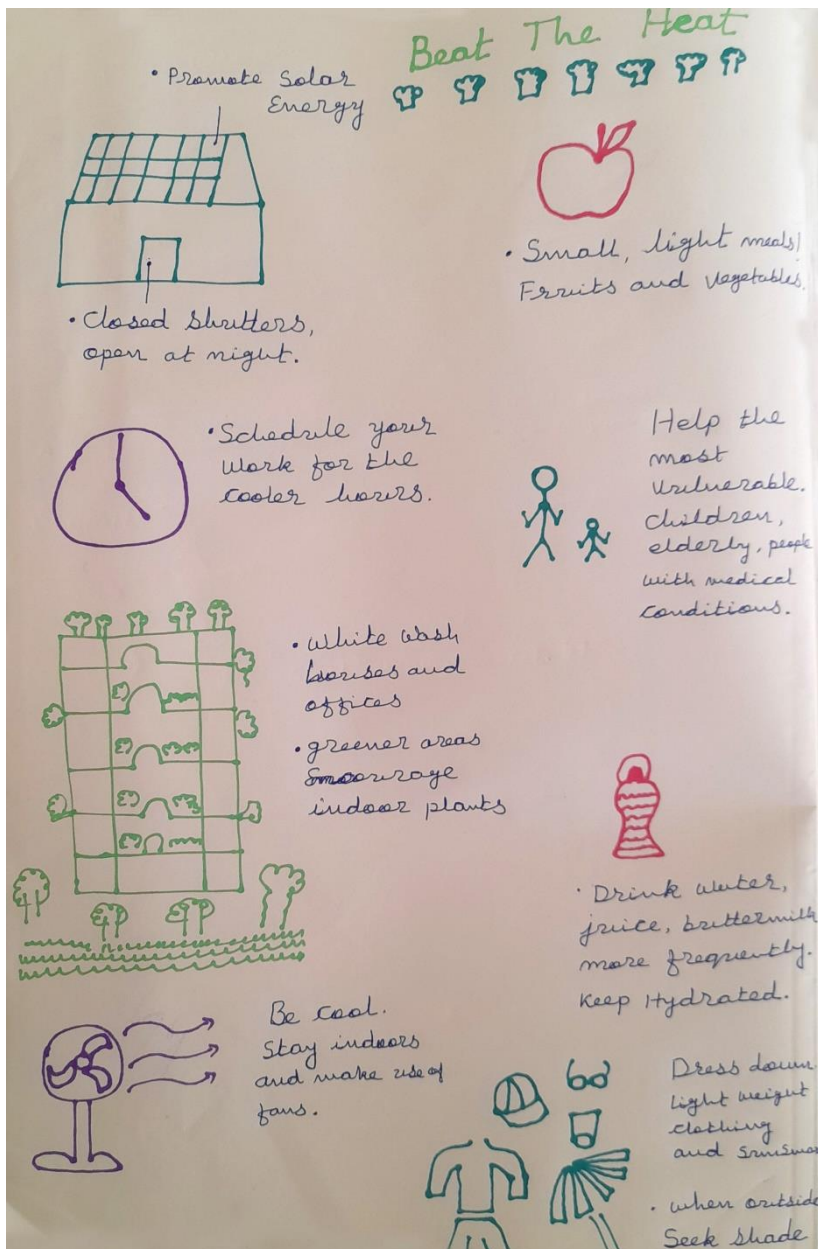 Beat The Heat
• Promote Solar
Energy
• Small, light meals!
Fruits and vegetables.
• Closed shutters,
open at night.
• Schedule your
work for the
cooler hours.
Help the
most
vulnerable.
children,
elderly, people
with medical
conditions.
• White wash
houses and
offices
• greener areas
indoor plants
• Drink water,
juice, buttermilk
more frequently.
Keep Hydrated.
Be cool.
Stay indoors
and make use of
fans.
Dress down
light weight
clothing
and
• when outside
Seek shade